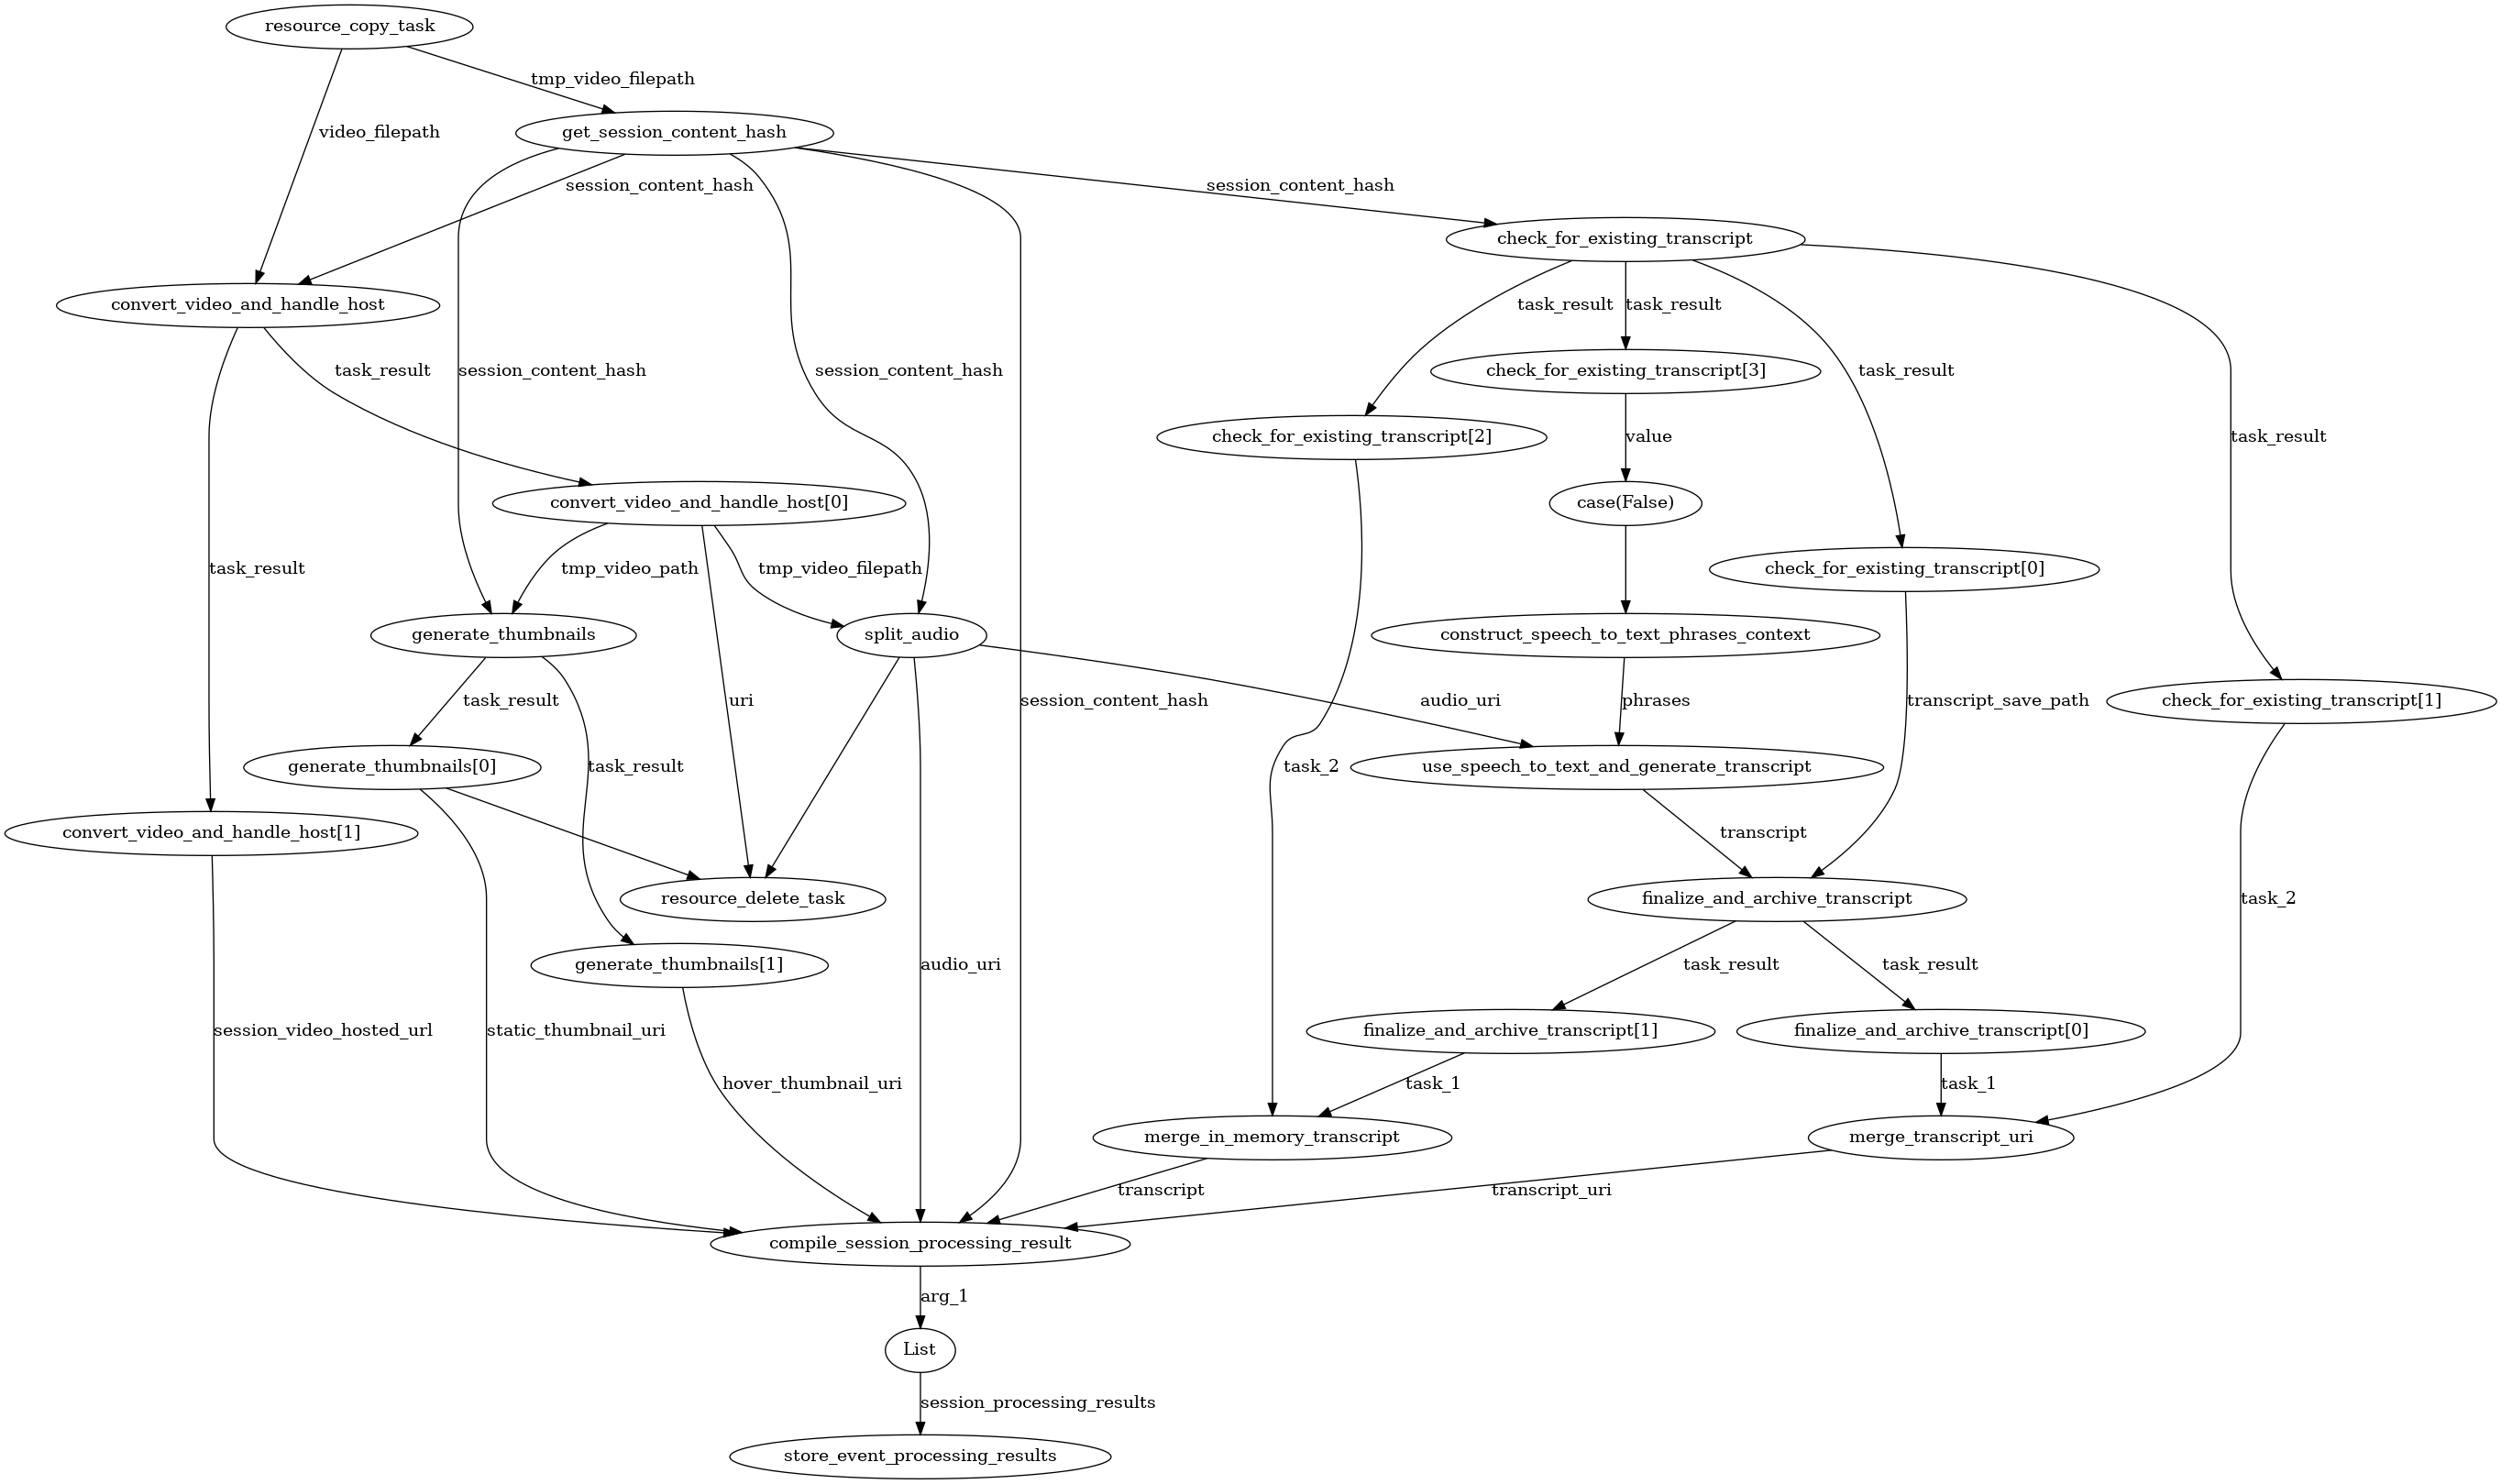 resource_copy_task
tmp_video_filepath
video_filepath
get_session_content_hash
session_content_hash
session_content_hash
check_for_existing_transcript
convert_video_and_handle_host
task_result
task_result
task_result
session_content_hash
session_content_hash
task_result
check_for_existing_transcript[3]
check_for_existing_transcript[2]
value
task_result
convert_video_and_handle_host[0]
case(False)
task_result
tmp_video_path
tmp_video_filepath
check_for_existing_transcript[0]
generate_thumbnails
split_audio
construct_speech_to_text_phrases_context
task_result
uri
session_content_hash
audio_uri
phrases
transcript_save_path
check_for_existing_transcript[1]
generate_thumbnails[0]
task_result
task_2
use_speech_to_text_and_generate_transcript
convert_video_and_handle_host[1]
transcript
resource_delete_task
finalize_and_archive_transcript
task_2
generate_thumbnails[1]
audio_uri
task_result
task_result
session_video_hosted_url
static_thumbnail_uri
finalize_and_archive_transcript[1]
finalize_and_archive_transcript[0]
hover_thumbnail_uri
task_1
task_1
merge_in_memory_transcript
merge_transcript_uri
transcript
transcript_uri
compile_session_processing_result
arg_1
List
session_processing_results
store_event_processing_results